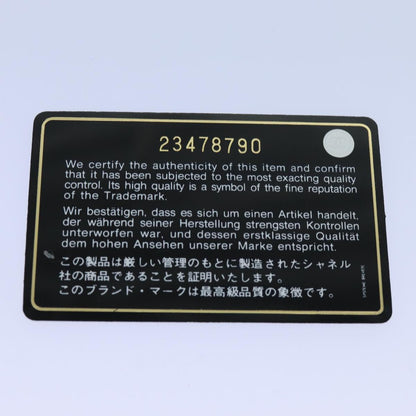 23478790
We certify the authenticity of this item and confirm
that it has been subjected to the most exacting quality
control. Its high quality is a symbol of the fine reputation
of the Trademark.
Wir bestätigen, dass es sich um einen Artikel handelt,
der während seiner Herstellung strengsten Kontrollen
unterworfen war, und dessen erstklassige Qualität
dem hohen Ansehen unserer Marke entspricht.
この製品は厳しい管理のもとに製造されたシャネル
社の商品であることを証明いたします。
このブランド・マークは最高級品質の象徴です。